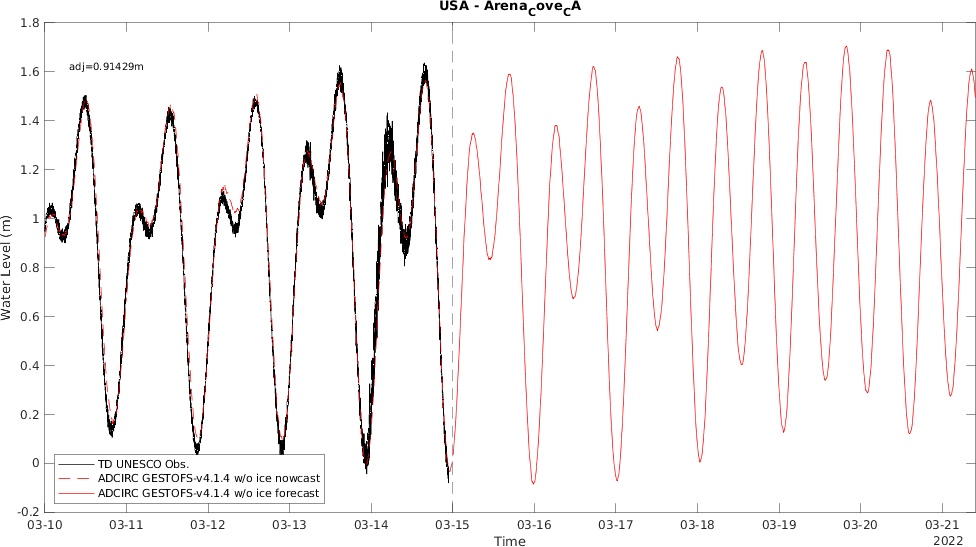 USA - ArenaCoveCA
adj=0.91429m
Water Level (m)
1.8
1.6
1.4
1.2
1
0.8
0.6
0.4
0.2
0
-0.2
TD UNESCO Obs.
ADCIRC GESTOFS-v4.1.4 w/o ice nowcast
ADCIRC GESTOFS-v4.1.4 w/o ice forecast
03-10 03-11 03-12 03-13 03-14 03-15 03-16 03-17 03-18 03-19 03-20 03-21
Time
2022